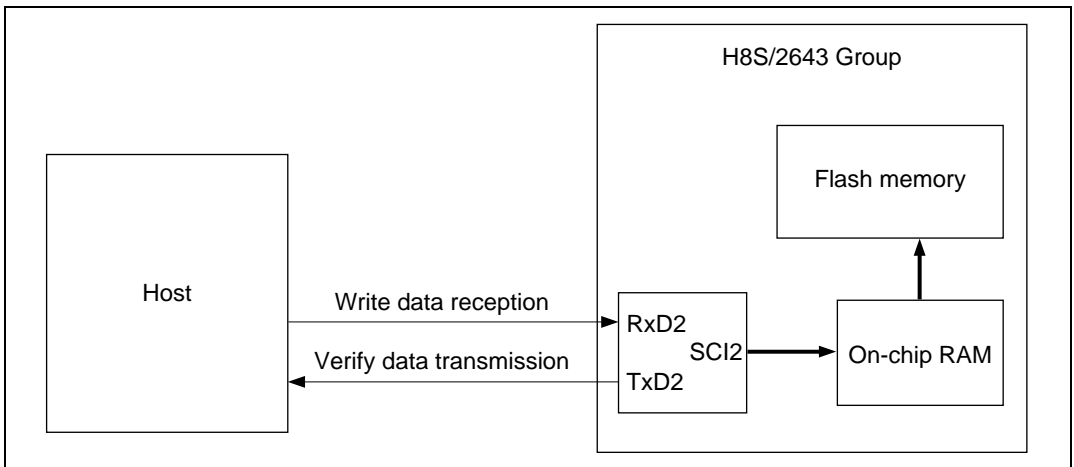 H8S/2643 Group
Flash memory
Host
Write data reception
RxD2
SCI2
On-chip RAM
Verify data transmission
TxD2